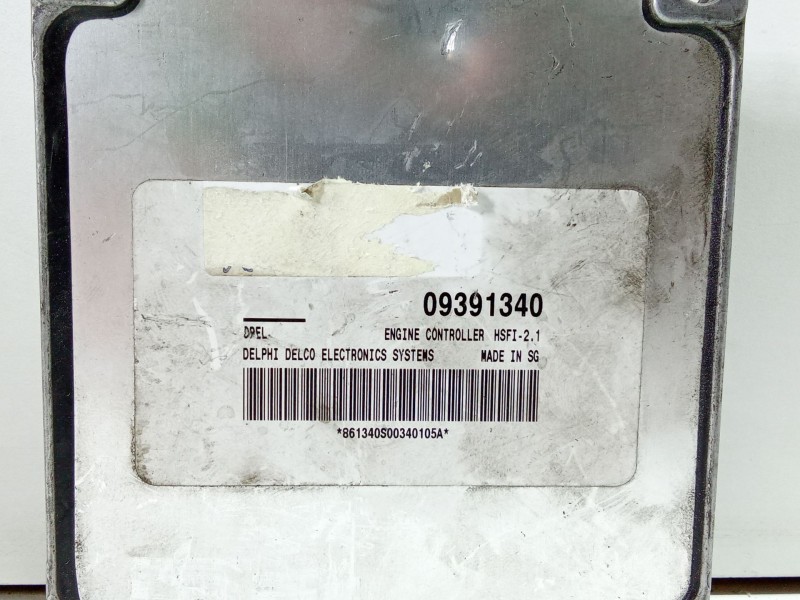 09391340
OPEL ENGINE CONTROLLER HSFI-2.1
DELPHI DELCO ELECTRONICS SYSTEMS MADE IN SG
*861340S00340105A*